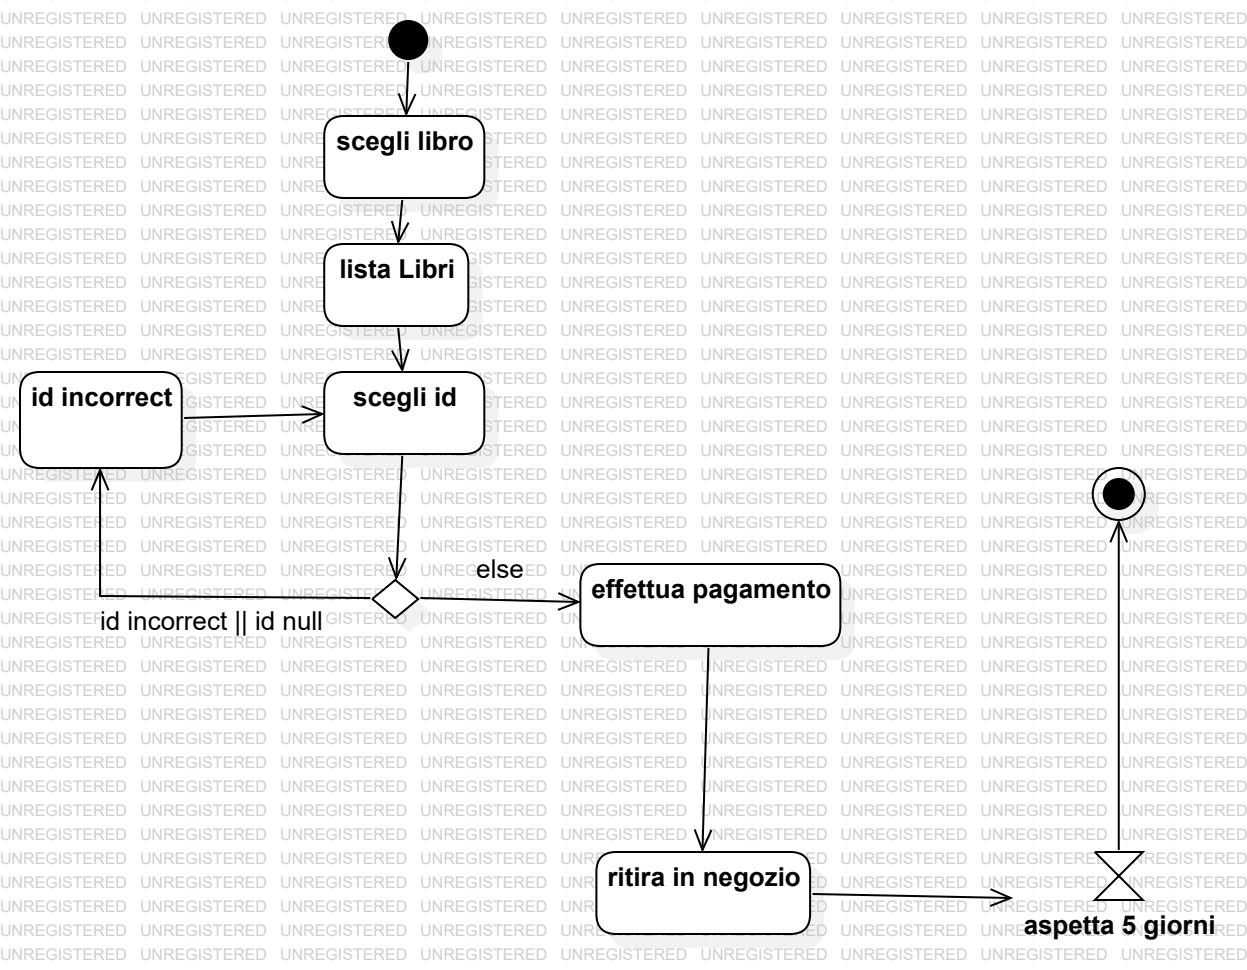 scegli libro
lista Libri
id incorrect
scegli id
else
effettua pagamento
id incorrect || id null
ritira in negozio
aspetta 5 giorni
UNREGISTERED